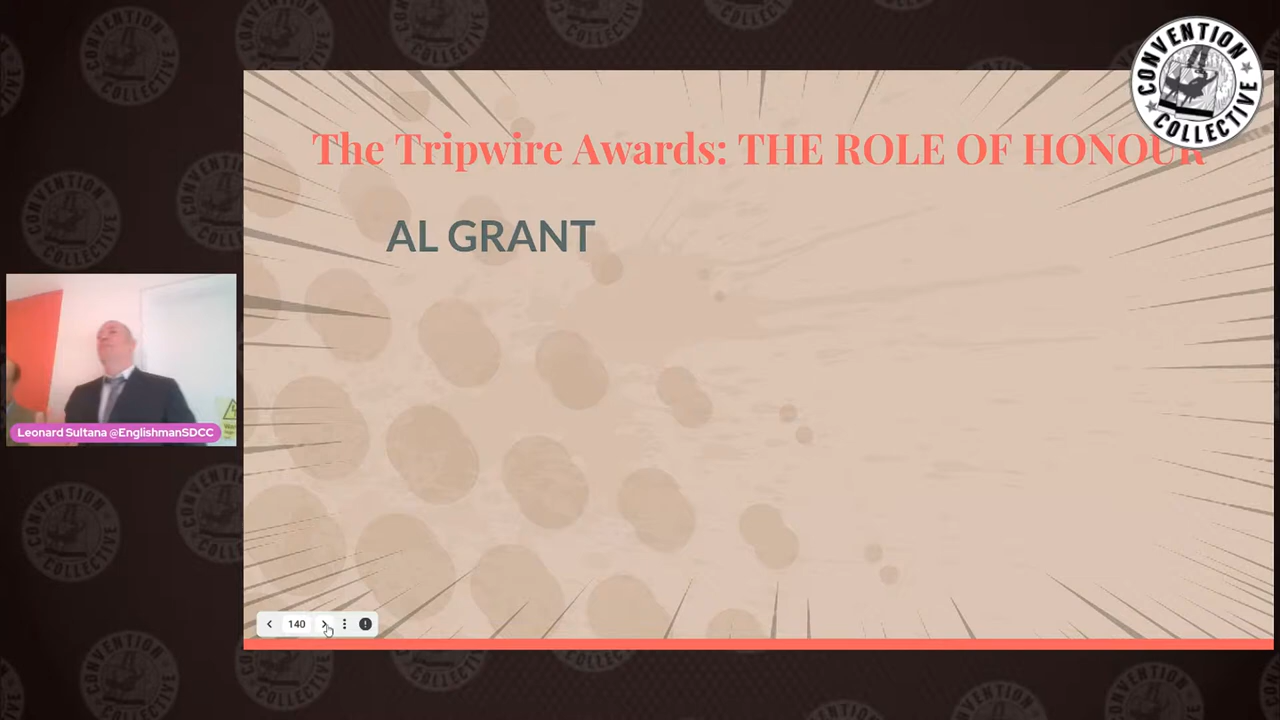 CONVENTION
COLLECTIVE
The Tripwire Awards: THE ROLE OF HONOUR
AL GRANT
Leonard Sultana @EnglishmanSDCC
140